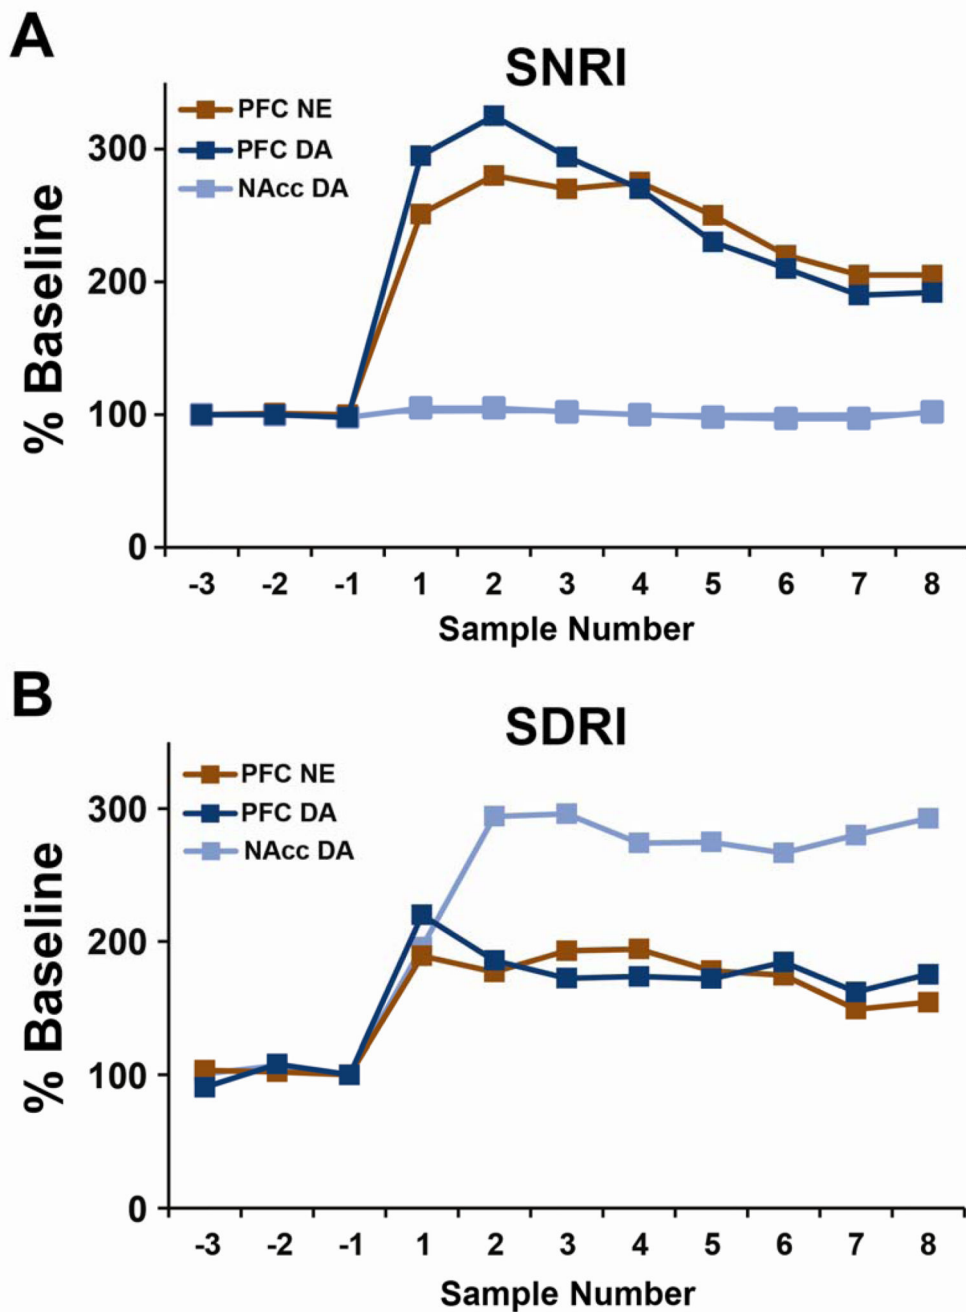 A
SNRI
PFC NE
PFC DA
NAcc DA
% Baseline
300
200
100
0
-3 -2 -1 1 2 3 4 5 6 7 8
Sample Number
B
SDRI
PFC NE
PFC DA
NAcc DA
% Baseline
300
200
100
0
-3 -2 -1 1 2 3 4 5 6 7 8
Sample Number